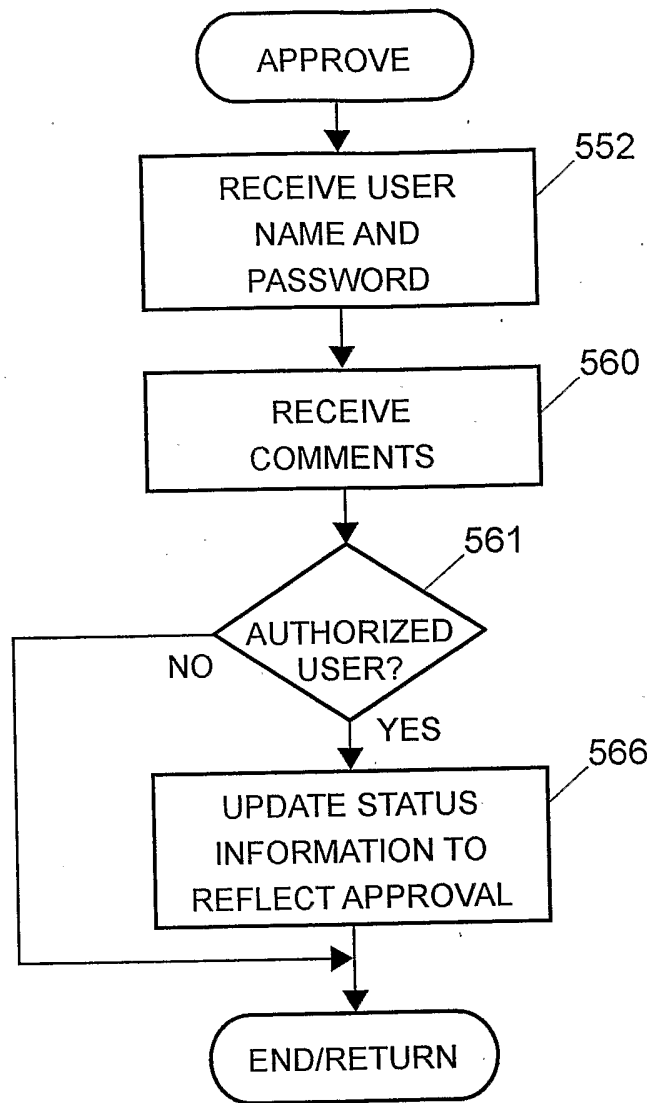 APPROVE
552
RECEIVE USER
NAME AND
PASSWORD
560
RECEIVE
COMMENTS
561
AUTHORIZED
USER?
NO
YES
566
UPDATE STATUS
INFORMATION TO
REFLECT APPROVAL
END/RETURN